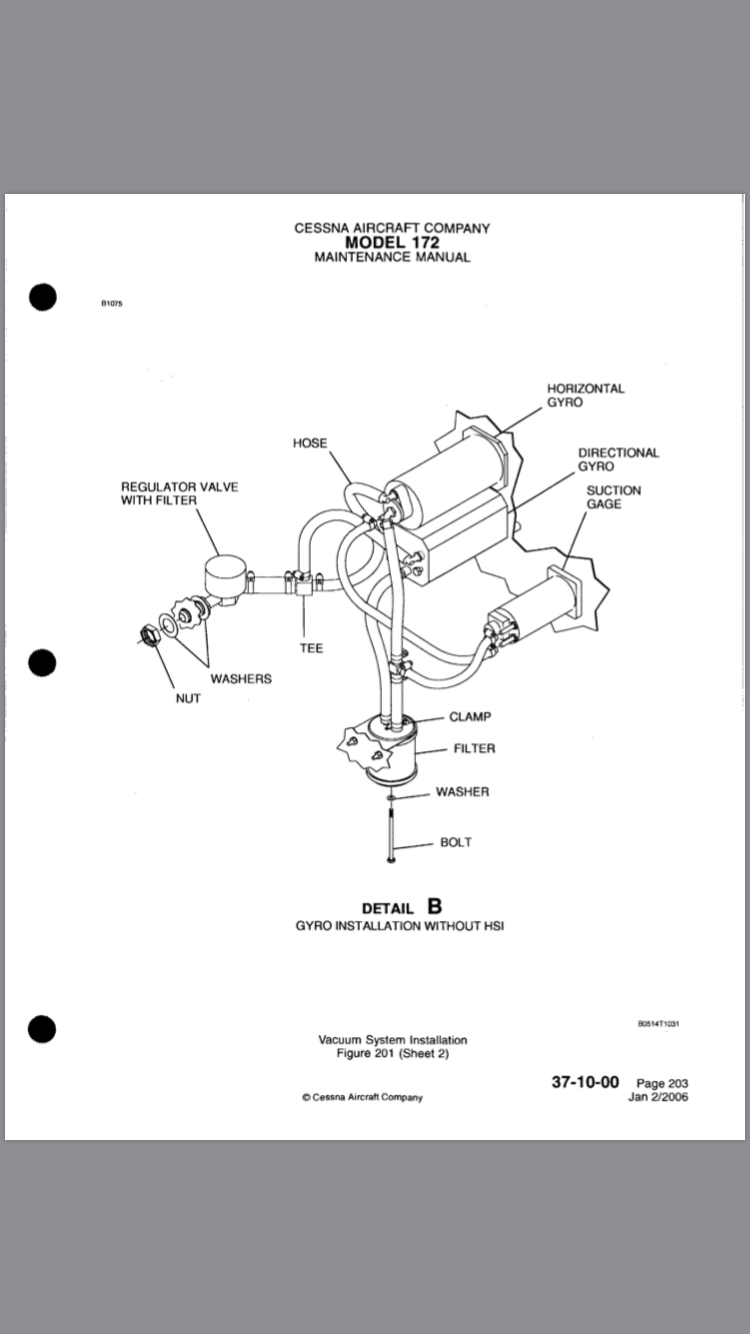 CESSNA AIRCRAFT COMPANY
MODEL 172
MAINTENANCE MANUAL
B1075
HORIZONTAL
GYRO
HOSE
DIRECTIONAL
GYRO
REGULATOR VALVE
WITH FILTER
SUCTION
GAGE
TEE
WASHERS
NUT
CLAMP
FILTER
WASHER
BOLT
DETAIL B
GYRO INSTALLATION WITHOUT HSI
B0514T1031
Vacuum System Installation
Figure 201 (Sheet 2)
37-10-00 Page 203
© Cessna Aircraft Company Jan 2/2006